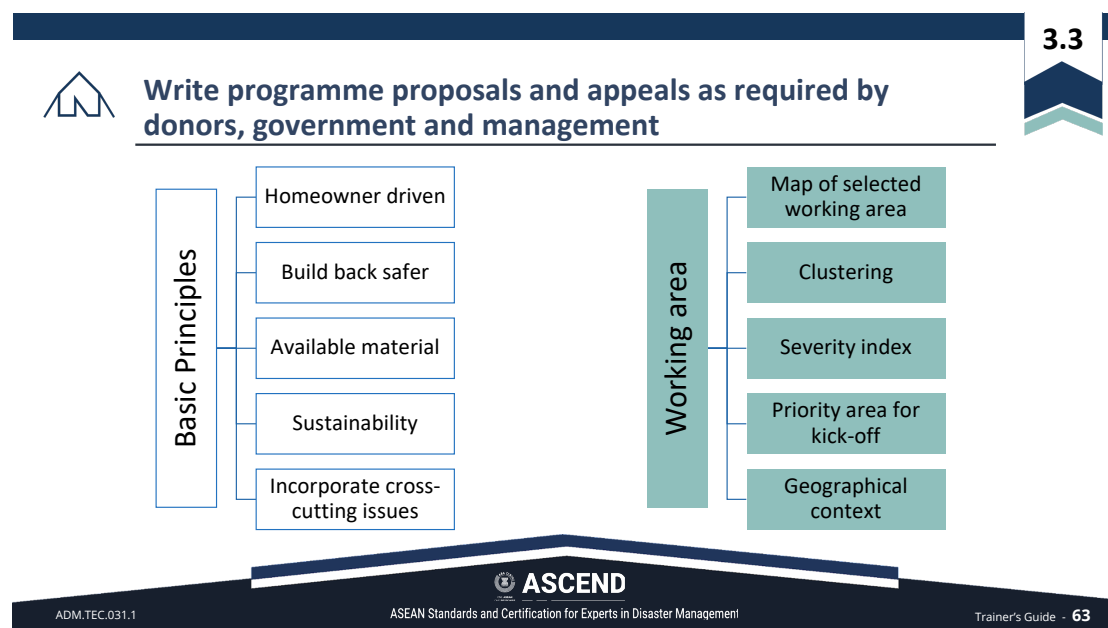 3.3
Write programme proposals and appeals as required by
donors, government and management
Basic Principles
Homeowner driven
Build back safer
Available material
Sustainability
Incorporate cross-
cutting issues
Working area
Map of selected
working area
Clustering
Severity index
Priority area for
kick-off
Geographical
context
ASCEND
ADM.TEC.031.1
ASEAN Standards and Certification for Experts in Disaster Management
Trainer's Guide - 63